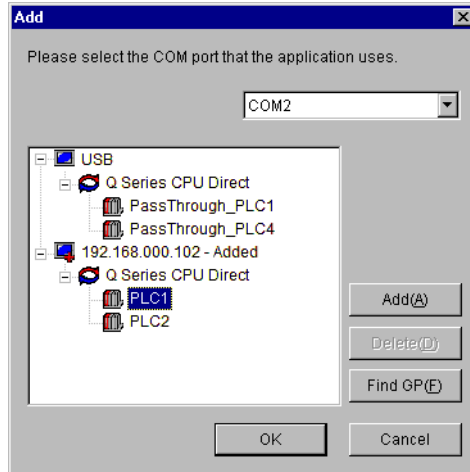 Add
Please select the COM port that the application uses.
COM2
USB
Q Series CPU Direct
PassThrough_PLC1
PassThrough_PLC4
192.168.000.102 - Added
Q Series CPU Direct
PLC1
PLC2
Add(A)
Delete(D)
Find GP(F)
OK
Cancel